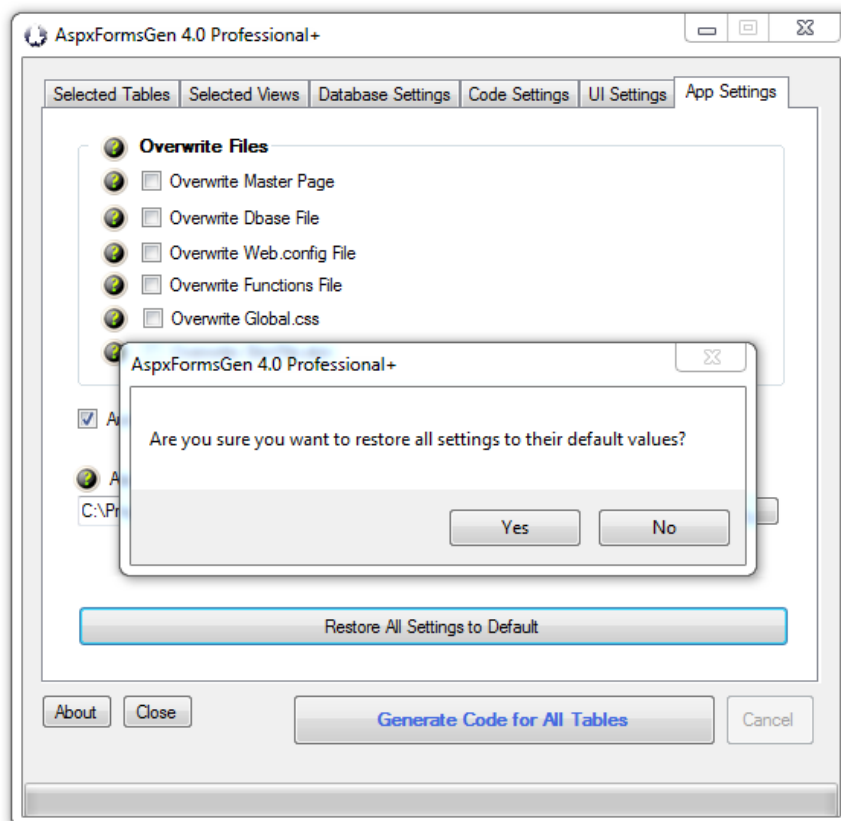 AspxFormsGen 4.0 Professional+
Selected Tables Selected Views Database Settings Code Settings UI Settings App Settings
Overwrite Files
Overwrite Master Page
Overwrite Dbase File
Overwrite Web.config File
Overwrite Functions File
Overwrite Global.css
AspxFormsGen 4.0 Professional+
Are you sure you want to restore all settings to their default values?
Yes No
Restore All Settings to Default
About Close Generate Code for All Tables Cancel